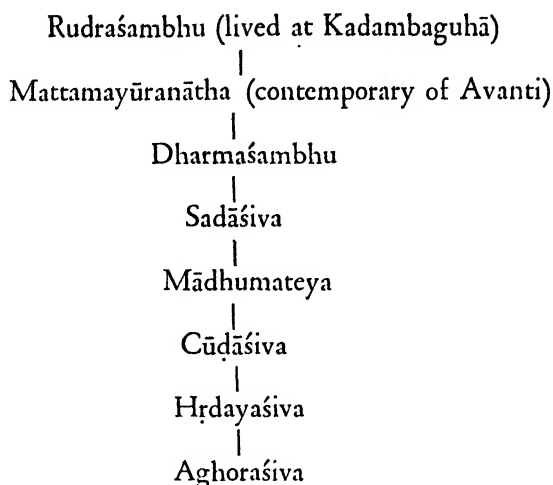 Rudraśambhu (lived at Kadambaguhā)
Mattamayūranātha (contemporary of Avanti)
Dharmaśambhu
Sadāśiva
Mādhumateya
Cūḍāśiva
Hṛdayaśiva
Aghoraśiva